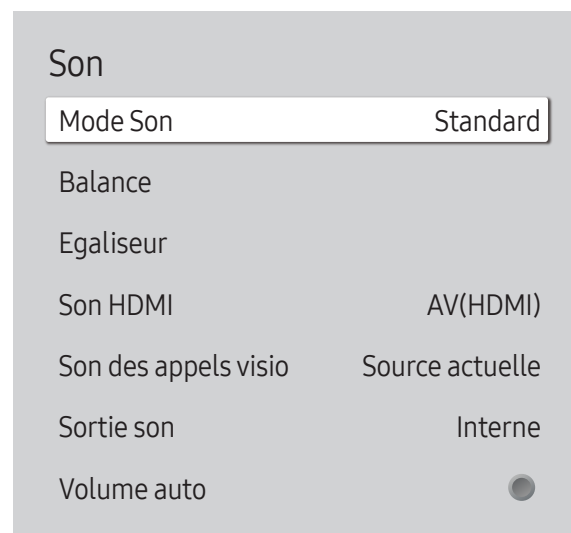 Son
Mode Son Standard
Balance
Egaliseur
Son HDMI AV(HDMI)
Son des appels visio Source actuelle
Sortie son Interne
Volume auto